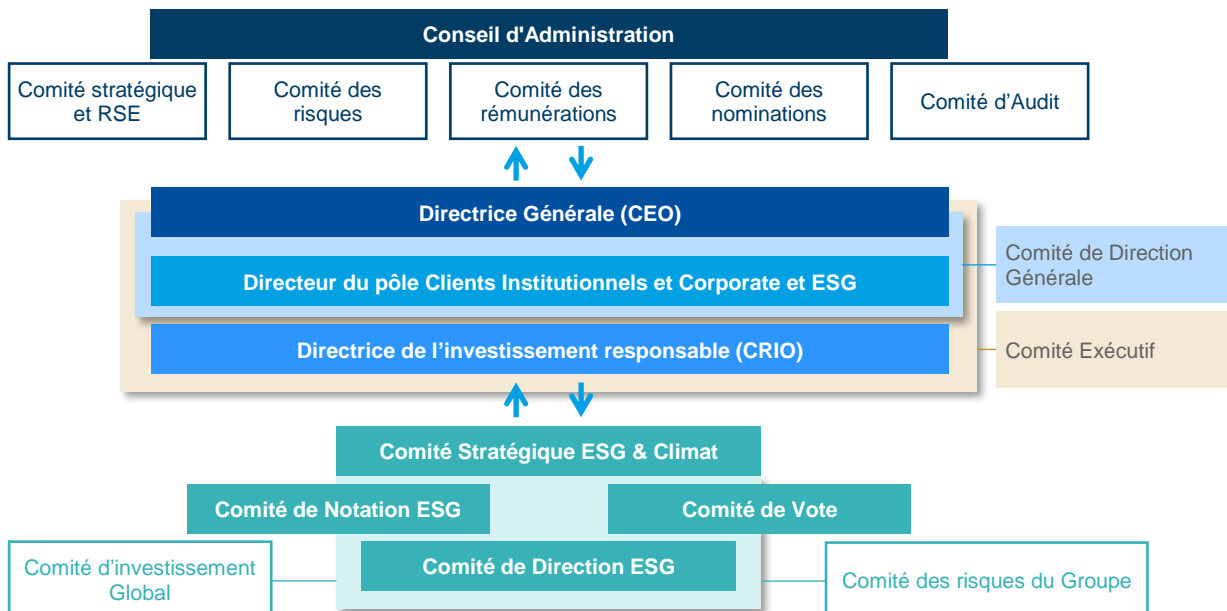 Conseil d'Administration
Comité stratégique
et RSE
Comité des
risques
Comité des
rémunérations
Comité des
nominations
Comité d’Audit
Directrice Générale (CEO)
Directeur du pôle Clients Institutionnels et Corporate et ESG
Comité de Direction
Générale
Directrice de l’investissement responsable (CRIO)
Comité Exécutif
Comité Stratégique ESG & Climat
Comité de Notation ESG
Comité de Vote
Comité de Direction ESG
Comité d’investissement
Global
Comité des risques du Groupe